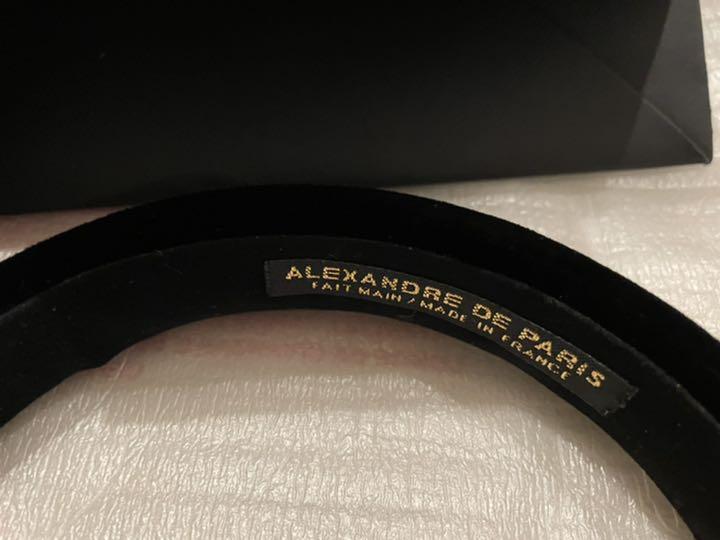 ALEXANDRE DE PARIS
FAIT MAIN / MADE IN FRANCE